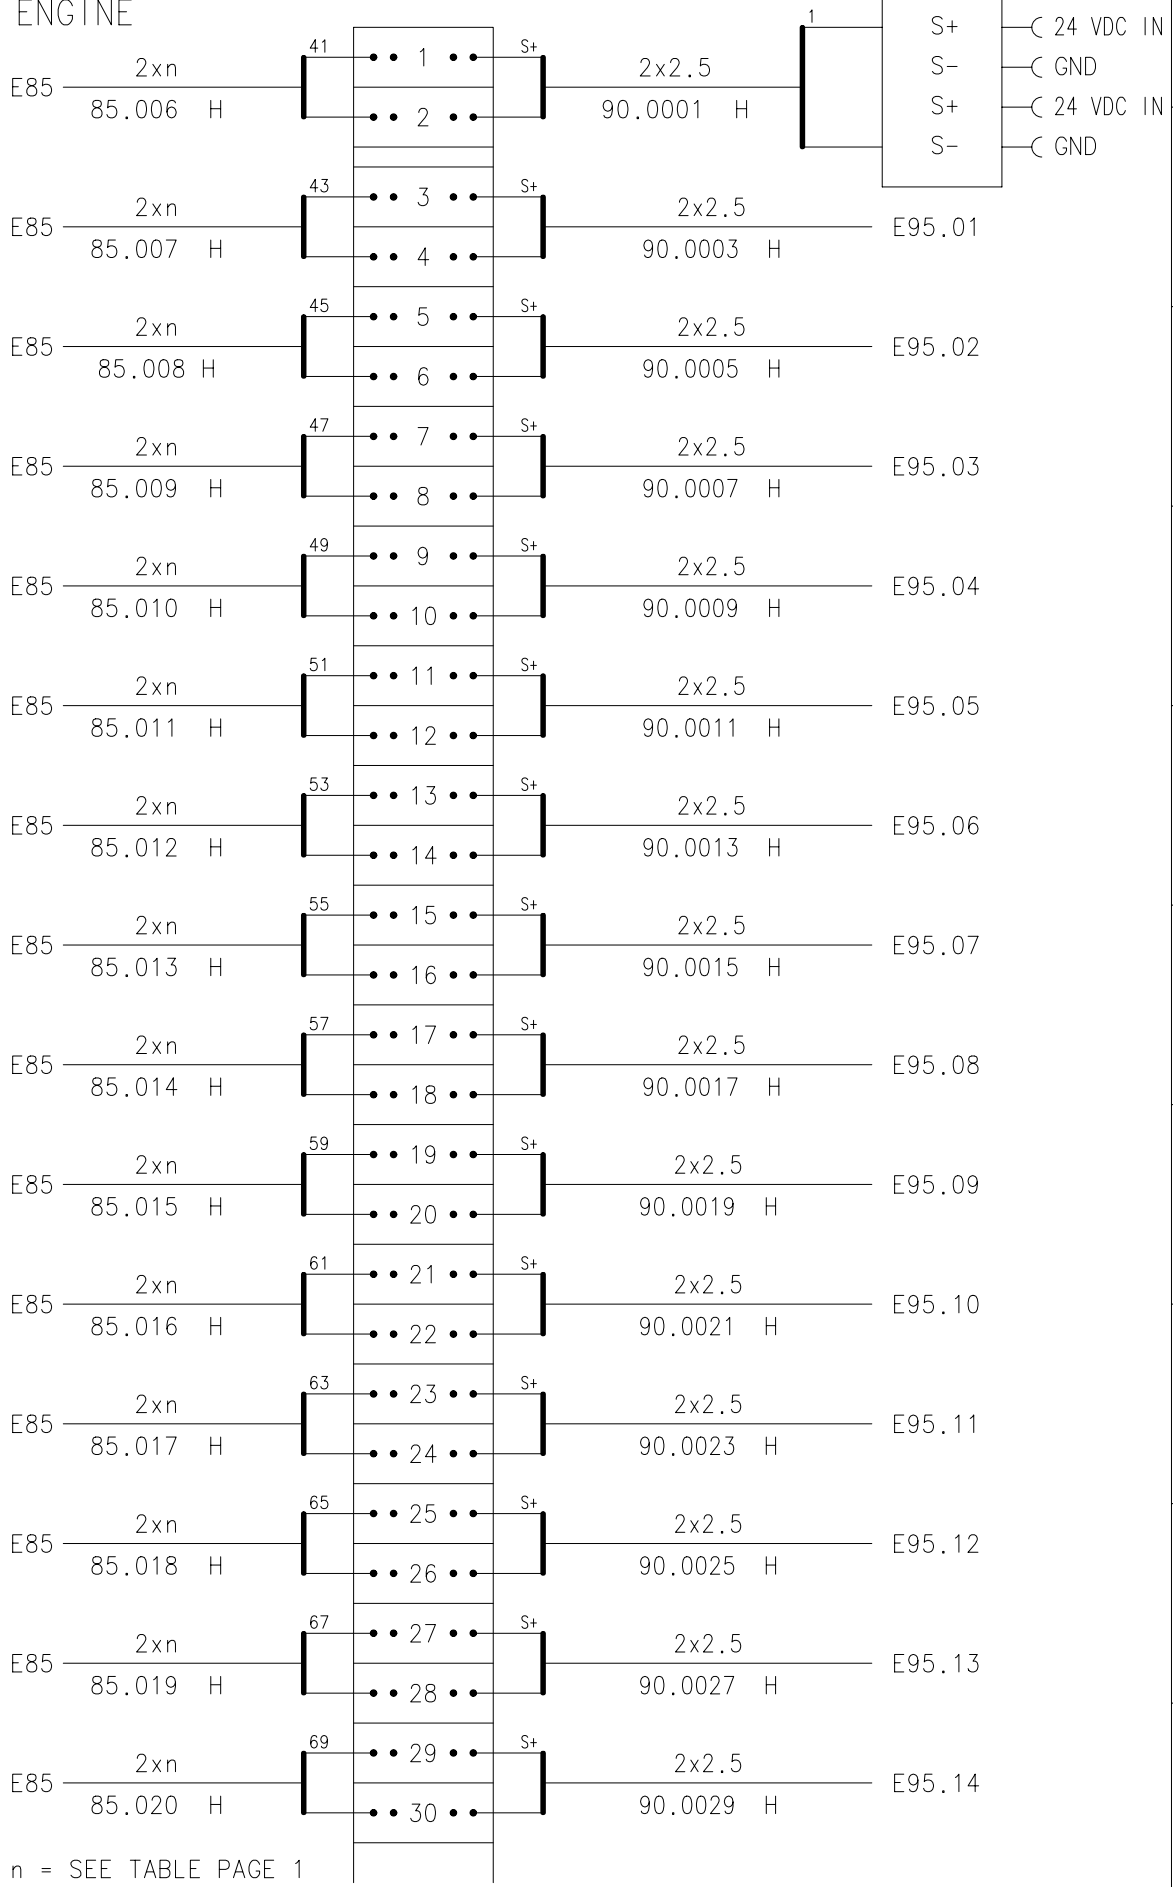 ENGINE
1 S+ 24 VDC IN
41 1 S+
2xn 2x2.5 S- GND
E85
85.006 H 2 90.0001 H S+ 24 VDC IN
S- GND
43 3 S+
2xn 2x2.5
E85 E95.01
85.007 H 4 90.0003 H
45 5 S+
2xn 2x2.5
E85 E95.02
85.008 H 6 90.0005 H
47 7 S+
2xn 2x2.5
E85 E95.03
85.009 H 8 90.0007 H
49 9 S+
2xn 2x2.5
E85 E95.04
85.010 H 10 90.0009 H
51 11 S+
2xn 2x2.5
E85 E95.05
85.011 H 12 90.0011 H
53 13 S+
2xn 2x2.5
E85 E95.06
85.012 H 14 90.0013 H
55 15 S+
2xn 2x2.5
E85 E95.07
85.013 H 16 90.0015 H
57 17 S+
2xn 2x2.5
E85 E95.08
85.014 H 18 90.0017 H
59 19 S+
2xn 2x2.5
E85 E95.09
85.015 H 20 90.0019 H
61 21 S+
2xn 2x2.5
E85 E95.10
85.016 H 22 90.0021 H
63 23 S+
2xn 2x2.5
E85 E95.11
85.017 H 24 90.0023 H
65 25 S+
2xn 2x2.5
E85 E95.12
85.018 H 26 90.0025 H
67 27 S+
2xn 2x2.5
E85 E95.13
85.019 H 28 90.0027 H
69 29 S+
2xn 2x2.5
E85 E95.14
85.020 H 30 90.0029 H
n = SEE TABLE PAGE 1